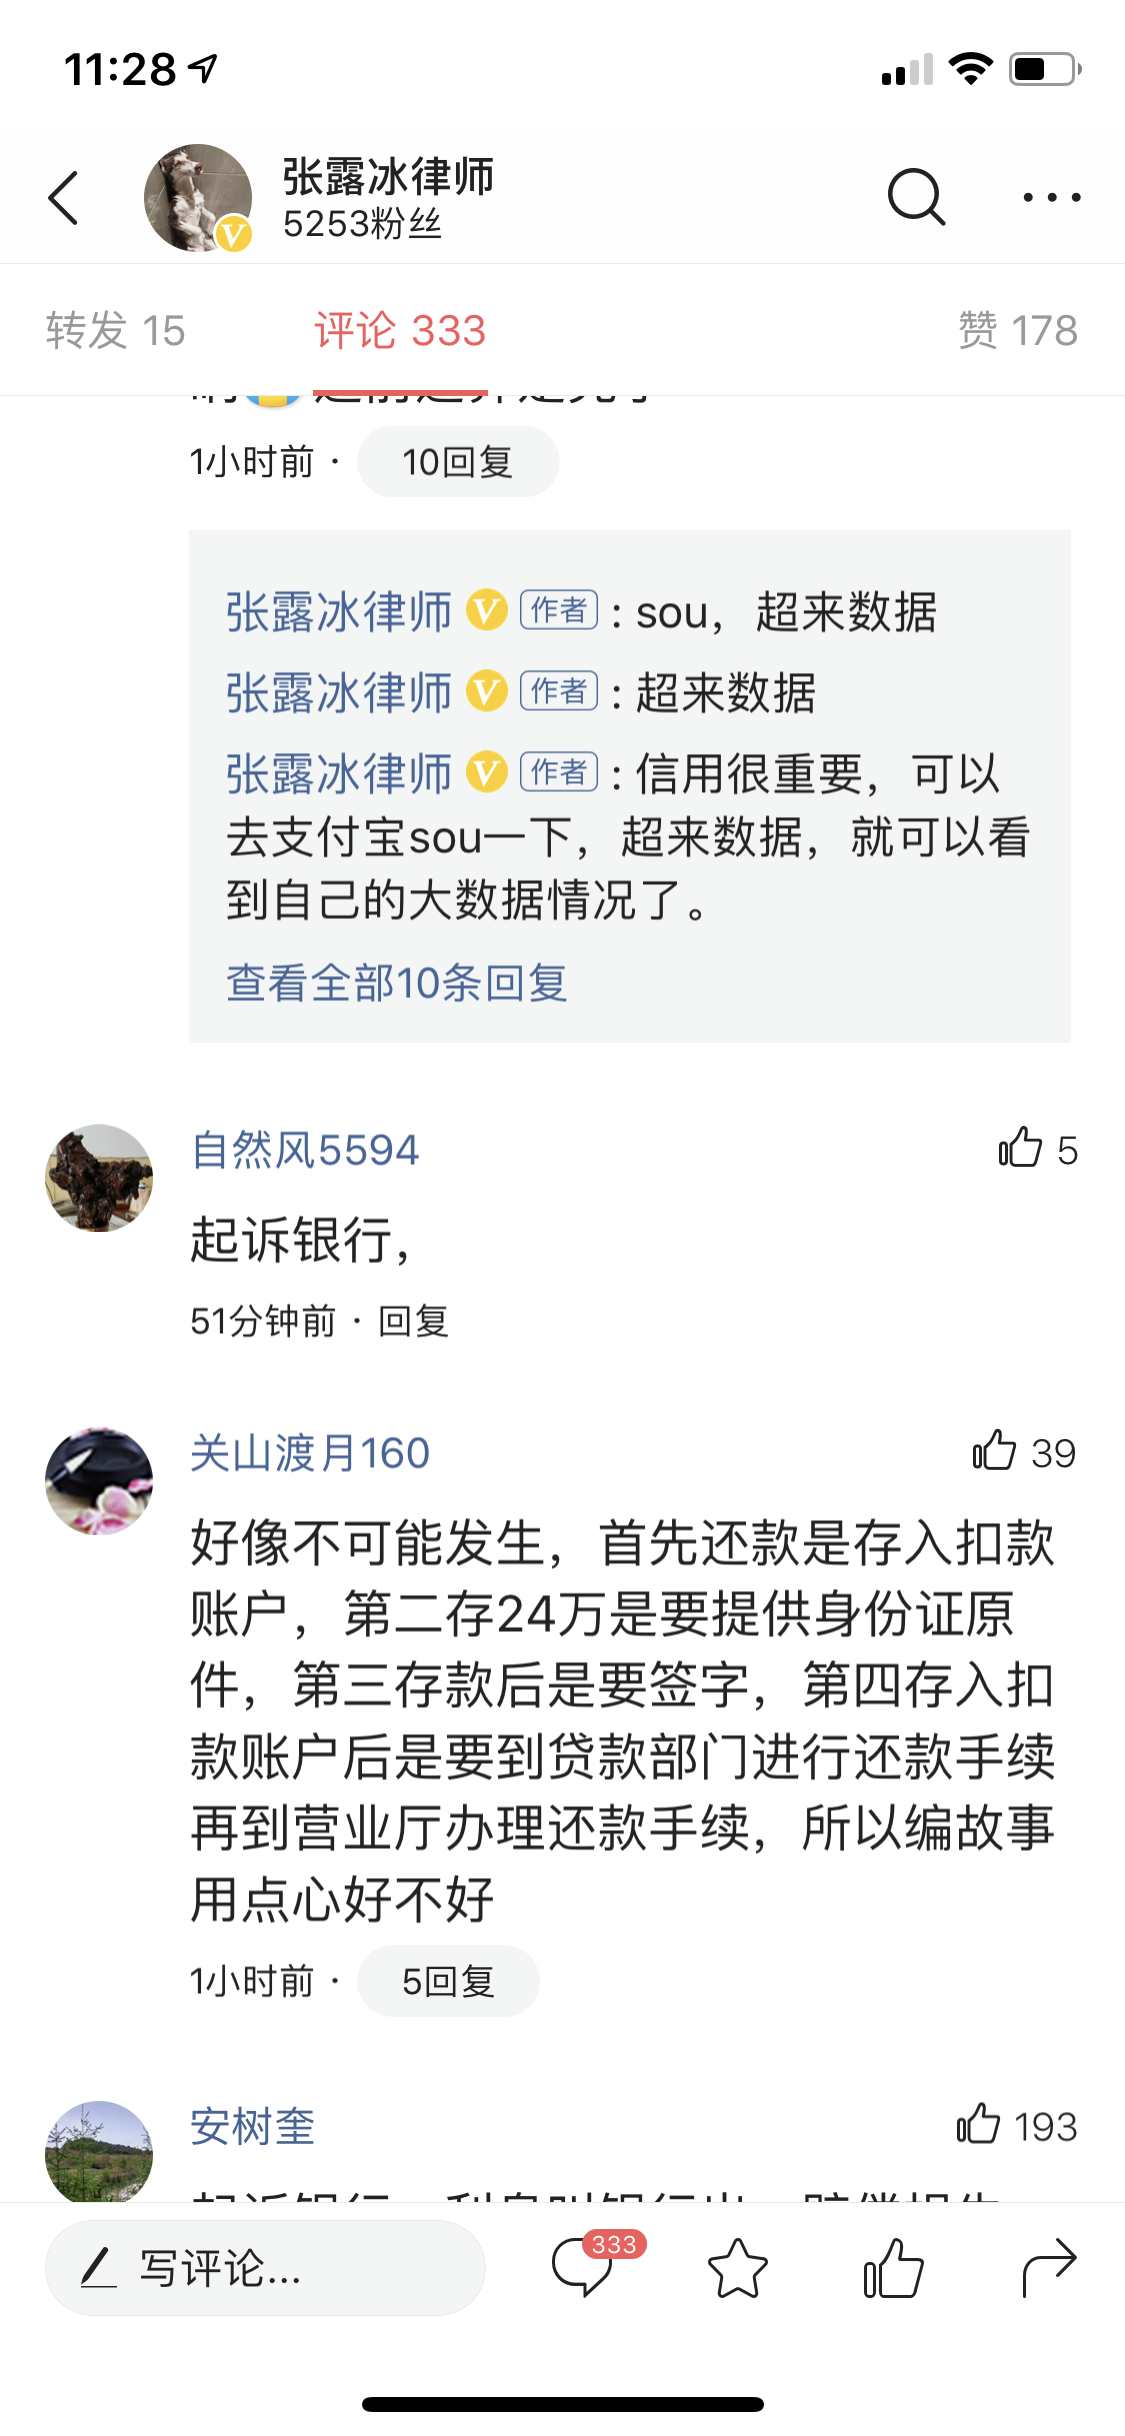 11:28
张露冰律师
5253粉丝
转发 15
评论 333
赞 178
1小时前 · 10回复
张露冰律师 作者 : sou，超来数据
张露冰律师 作者 : 超来数据
张露冰律师 作者 : 信用很重要，可以
去支付宝sou一下，超来数据，就可以看
到自己的大数据情况了。
查看全部10条回复
自然风5594
5
起诉银行，
51分钟前 · 回复
关山渡月160
39
好像不可能发生，首先还款是存入扣款
账户，第二存24万是要提供身份证原
件，第三存款后是要签字，第四存入扣
款账户后是要到贷款部门进行还款手续
再到营业厅办理还款手续，所以编故事
用点心好不好
1小时前 · 5回复
安树奎
193
写评论...
333